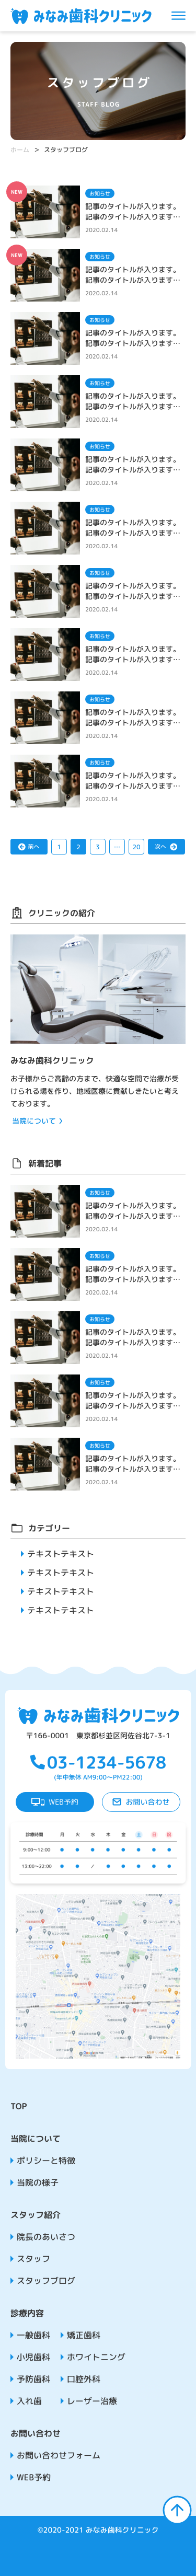 みなみ歯科クリニック
スタッフブログ
STAFF BLOG
ホーム > スタッフブログ
NEW
お知らせ
記事のタイトルが入ります。
記事のタイトルが入ります…
2020.02.14
NEW
お知らせ
記事のタイトルが入ります。
記事のタイトルが入ります…
2020.02.14
お知らせ
記事のタイトルが入ります。
記事のタイトルが入ります…
2020.02.14
お知らせ
記事のタイトルが入ります。
記事のタイトルが入ります…
2020.02.14
お知らせ
記事のタイトルが入ります。
記事のタイトルが入ります…
2020.02.14
お知らせ
記事のタイトルが入ります。
記事のタイトルが入ります…
2020.02.14
お知らせ
記事のタイトルが入ります。
記事のタイトルが入ります…
2020.02.14
お知らせ
記事のタイトルが入ります。
記事のタイトルが入ります…
2020.02.14
お知らせ
記事のタイトルが入ります。
記事のタイトルが入ります…
2020.02.14
お知らせ
記事のタイトルが入ります。
記事のタイトルが入ります…
2020.02.14
前へ 1 2 3 … 20 次へ
クリニックの紹介
みなみ歯科クリニック
お子様からご高齢の方まで、快適な空間で治療が受
けられる場を作り、地域医療に貢献しきたいと考え
ております。
当院について
新着記事
お知らせ
記事のタイトルが入ります。
記事のタイトルが入ります…
2020.02.14
お知らせ
記事のタイトルが入ります。
記事のタイトルが入ります…
2020.02.14
お知らせ
記事のタイトルが入ります。
記事のタイトルが入ります…
2020.02.14
お知らせ
記事のタイトルが入ります。
記事のタイトルが入ります…
2020.02.14
お知らせ
記事のタイトルが入ります。
記事のタイトルが入ります…
2020.02.14
カテゴリー
テキストテキスト
テキストテキスト
テキストテキスト
テキストテキスト
みなみ歯科クリニック
〒166-0001 東京都杉並区阿佐谷北7-3-1
03-1234-5678
(年中無休 AM9:00〜PM22:00)
WEB予約 お問い合わせ
診療時間 月 火 水 木 金 土 日 祝
9:00〜12:00 ● ● ● ● ● ● ● ●
13:00〜22:00 ● ● ／ ● ● ● ● ●
TOP
当院について
ポリシーと特徴
当院の様子
スタッフ紹介
院長のあいさつ
スタッフ
スタッフブログ
診療内容
一般歯科 矯正歯科
小児歯科 ホワイトニング
予防歯科 口腔外科
入れ歯 レーザー治療
お問い合わせ
お問い合わせフォーム
WEB予約
©2020-2021 みなみ歯科クリニック